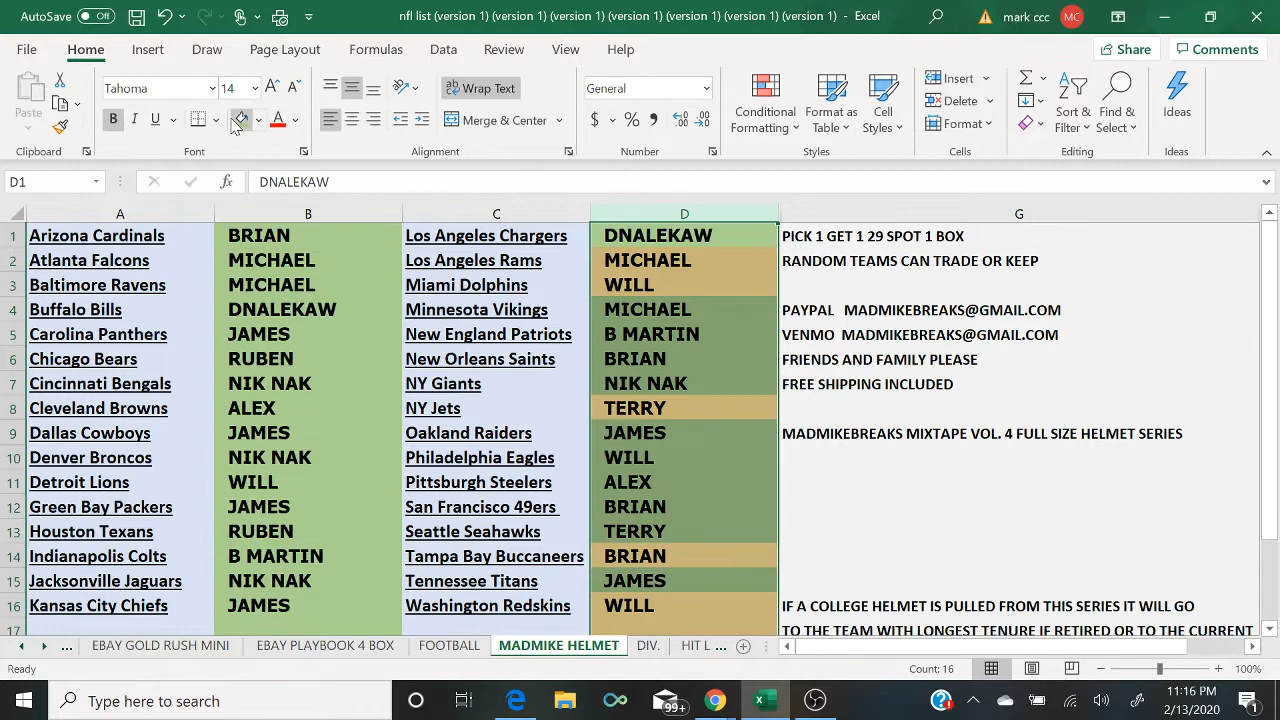 AutoSave Off nfl list (version 1) (version 1) (version 1) (version 1) (version 1) (version 1) (version 1) - Excel mark ccc MC
File Home Insert Draw Page Layout Formulas Data Review View Help Share Comments
Paste Tahoma 14 Wrap Text General Conditional Formatting Format as Table Cell Styles Insert Delete Format Sort & Filter Find & Select Ideas
B I U A Merge & Center $ % ,
Clipboard Font Alignment Number Styles Cells Editing Ideas
D1 fx DNALEKAW
A B C D G
1 Arizona Cardinals BRIAN Los Angeles Chargers DNALEKAW PICK 1 GET 1 29 SPOT 1 BOX
2 Atlanta Falcons MICHAEL Los Angeles Rams MICHAEL RANDOM TEAMS CAN TRADE OR KEEP
3 Baltimore Ravens MICHAEL Miami Dolphins WILL
4 Buffalo Bills DNALEKAW Minnesota Vikings MICHAEL PAYPAL MADMIKEBREAKS@GMAIL.COM
5 Carolina Panthers JAMES New England Patriots B MARTIN VENMO MADMIKEBREAKS@GMAIL.COM
6 Chicago Bears RUBEN New Orleans Saints BRIAN FRIENDS AND FAMILY PLEASE
7 Cincinnati Bengals NIK NAK NY Giants NIK NAK FREE SHIPPING INCLUDED
8 Cleveland Browns ALEX NY Jets TERRY
9 Dallas Cowboys JAMES Oakland Raiders JAMES MADMIKEBREAKS MIXTAPE VOL. 4 FULL SIZE HELMET SERIES
10 Denver Broncos NIK NAK Philadelphia Eagles WILL
11 Detroit Lions WILL Pittsburgh Steelers ALEX
12 Green Bay Packers JAMES San Francisco 49ers BRIAN
13 Houston Texans RUBEN Seattle Seahawks TERRY
14 Indianapolis Colts B MARTIN Tampa Bay Buccaneers BRIAN
15 Jacksonville Jaguars NIK NAK Tennessee Titans JAMES
16 Kansas City Chiefs JAMES Washington Redskins WILL IF A COLLEGE HELMET IS PULLED FROM THIS SERIES IT WILL GO
17 TO THE TEAM WITH LONGEST TENURE IF RETIRED OR TO THE CURRENT
... EBAY GOLD RUSH MINI EBAY PLAYBOOK 4 BOX FOOTBALL MADMIKE HELMET DIV. HIT L ...
Ready Count: 16 100%
Type here to search 99+ 11:16 PM
2/13/2020 1